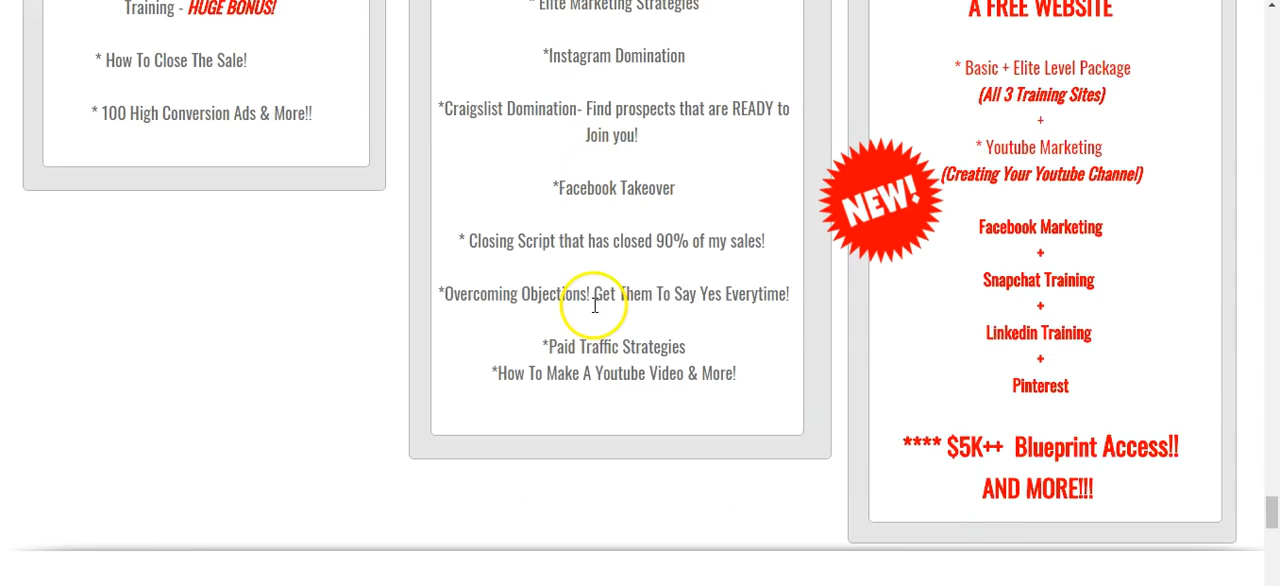 Training - HUGE BONUS!
* How To Close The Sale!
* 100 High Conversion Ads & More!!
* Elite Marketing Strategies
*Instagram Domination
*Craigslist Domination- Find prospects that are READY to
Join you!
*Facebook Takeover
* Closing Script that has closed 90% of my sales!
*Overcoming Objections! Get Them To Say Yes Everytime!
*Paid Traffic Strategies
*How To Make A Youtube Video & More!
A FREE WEBSITE
* Basic + Elite Level Package
(All 3 Training Sites)
+
* Youtube Marketing
(Creating Your Youtube Channel)
NEW!
Facebook Marketing
+
Snapchat Training
+
Linkedin Training
+
Pinterest
**** $5K++ Blueprint Access!!
AND MORE!!!